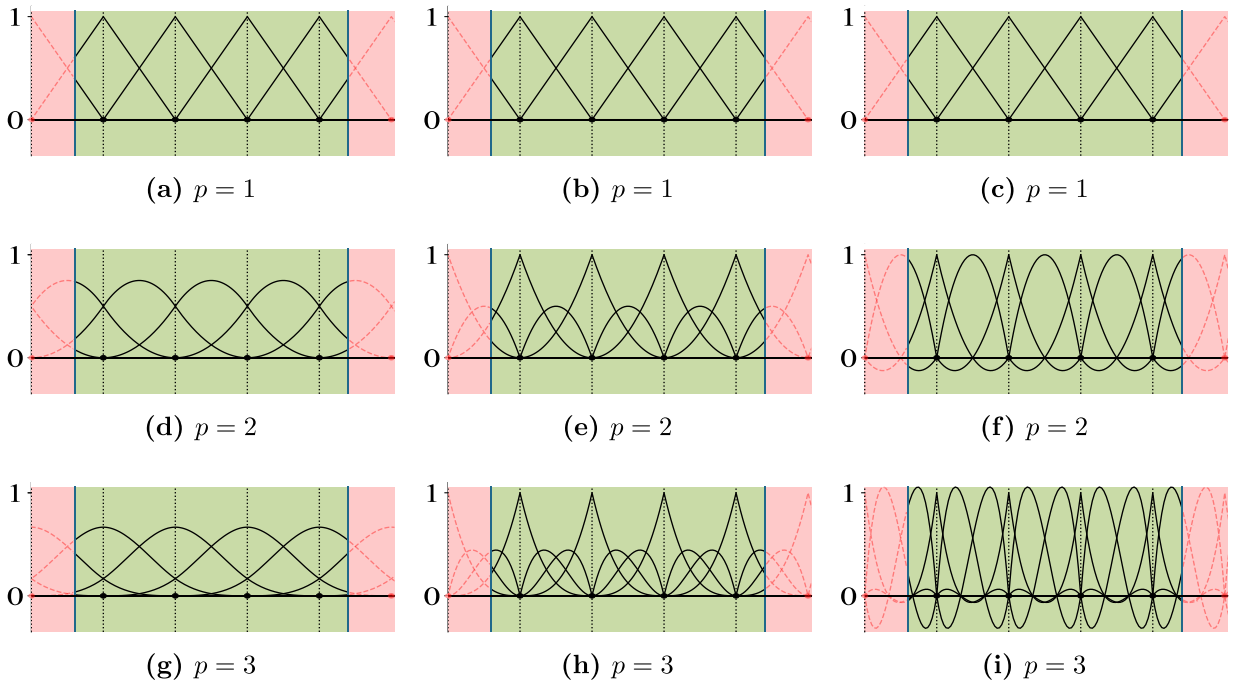 1 1 1
0 0 0
(a) p = 1 (b) p = 1 (c) p = 1
1 1 1
0 0 0
(d) p = 2 (e) p = 2 (f) p = 2
1 1 1
0 0 0
(g) p = 3 (h) p = 3 (i) p = 3